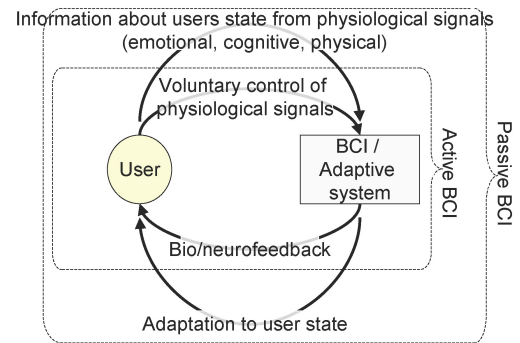 Information about users state from physiological signals
(emotional, cognitive, physical)
Voluntary control of
physiological signals
User
BCI /
Adaptive
system
Active BCI
Passive BCI
Bio/neurofeedback
Adaptation to user state